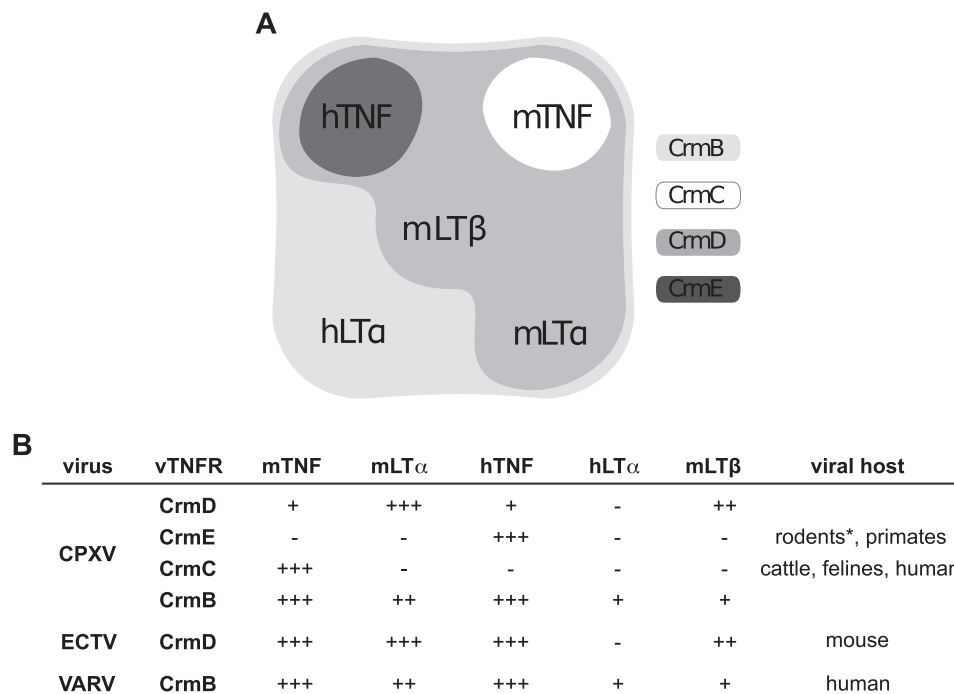 A
hTNF mTNF
mLTβ
hLTα mLTα
CrmB
CrmC
CrmD
CrmE
B
virus vTNFR mTNF mLTα hTNF hLTα mLTβ viral host
CrmD + +++ + - ++
CrmE - - +++ - - rodents*, primates
CPXV
CrmC +++ - - - - cattle, felines, human
CrmB +++ ++ +++ + +
ECTV CrmD +++ +++ +++ - ++ mouse
VARV CrmB +++ ++ +++ + + human